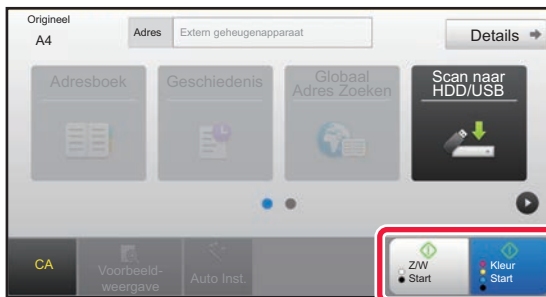 Origineel
A4
Adres
Extern geheugenapparaat
Details
Adresboek
Geschiedenis
Globaal
Adres Zoeken
Scan naar
HDD/USB
CA
Voorbeeld-
weergave
Auto Inst.
Z/W
Start
Kleur
Start